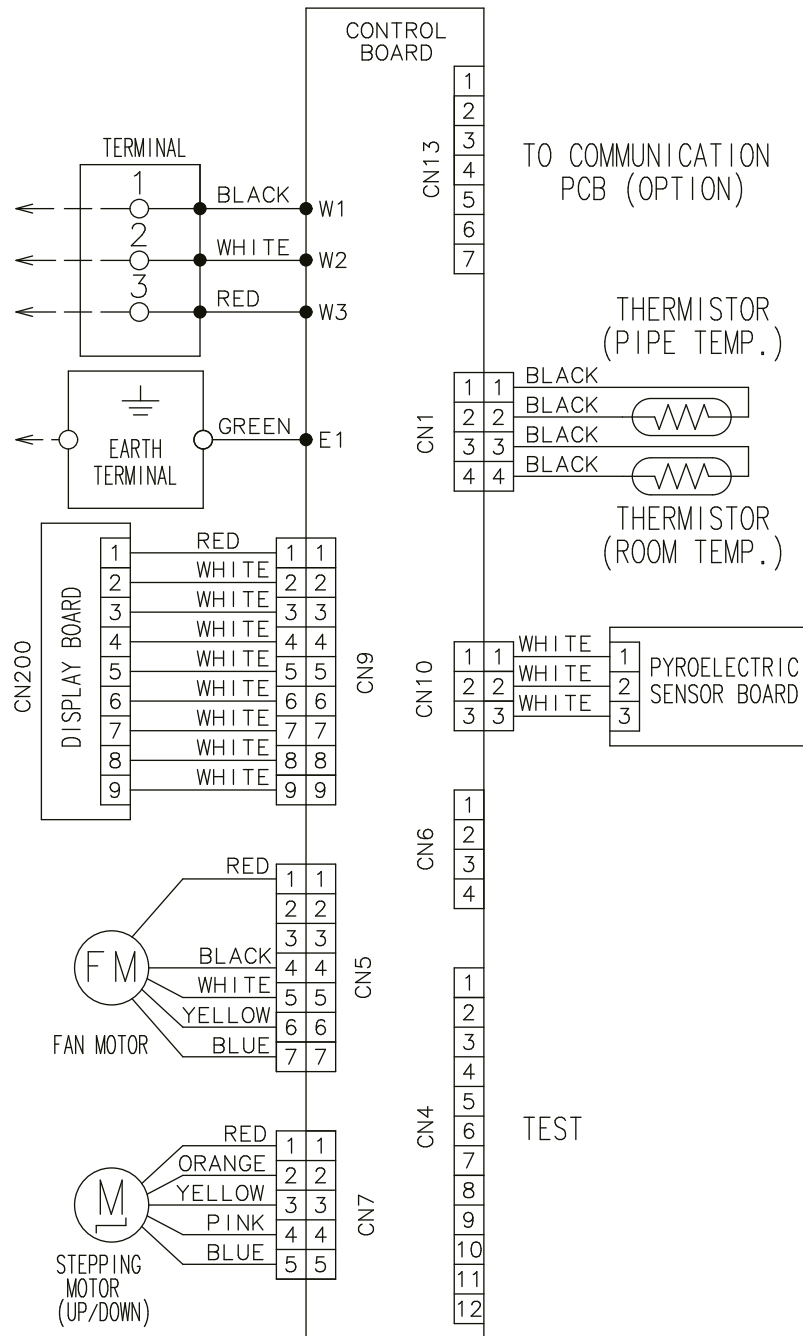 CONTROL
BOARD
CN13
1
2
3
4
5
6
7
TO COMMUNICATION
PCB (OPTION)
TERMINAL
1 BLACK W1
2 WHITE W2
3 RED W3
EARTH
TERMINAL
GREEN E1
THERMISTOR
(PIPE TEMP.)
CN1
1 1 BLACK
2 2 BLACK
3 3 BLACK
4 4 BLACK
THERMISTOR
(ROOM TEMP.)
CN200
DISPLAY BOARD
1 RED 1 1
2 WHITE 2 2
3 WHITE 3 3
4 WHITE 4 4
5 WHITE 5 5
6 WHITE 6 6
7 WHITE 7 7
8 WHITE 8 8
9 WHITE 9 9
CN9
CN10
1 1 WHITE 1
2 2 WHITE 2
3 3 WHITE 3
PYROELECTRIC
SENSOR BOARD
CN6
1
2
3
4
FM
FAN MOTOR
RED 1 1
2 2
3 3
BLACK 4 4
WHITE 5 5
YELLOW 6 6
BLUE 7 7
CN5
CN4
1
2
3
4
5
6
7
8
9
10
11
12
TEST
M
STEPPING
MOTOR
(UP/DOWN)
RED 1 1
ORANGE 2 2
YELLOW 3 3
PINK 4 4
BLUE 5 5
CN7